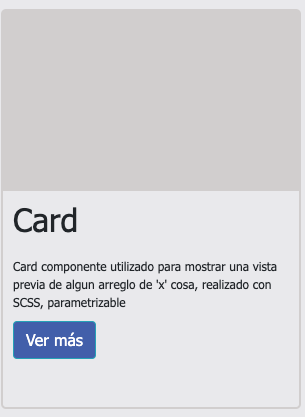 Card
Card componente utilizado para mostrar una vista
previa de algun arreglo de 'x' cosa, realizado con
SCSS, parametrizable
Ver más